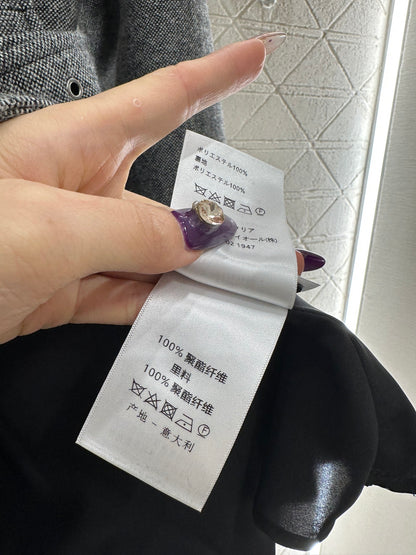 ポリエステル100%
裏地
ポリエステル100%
リア
イオール(株)
02 1947
100% 聚酯纤维
里料
100% 聚酯纤维
产地 - 意大利